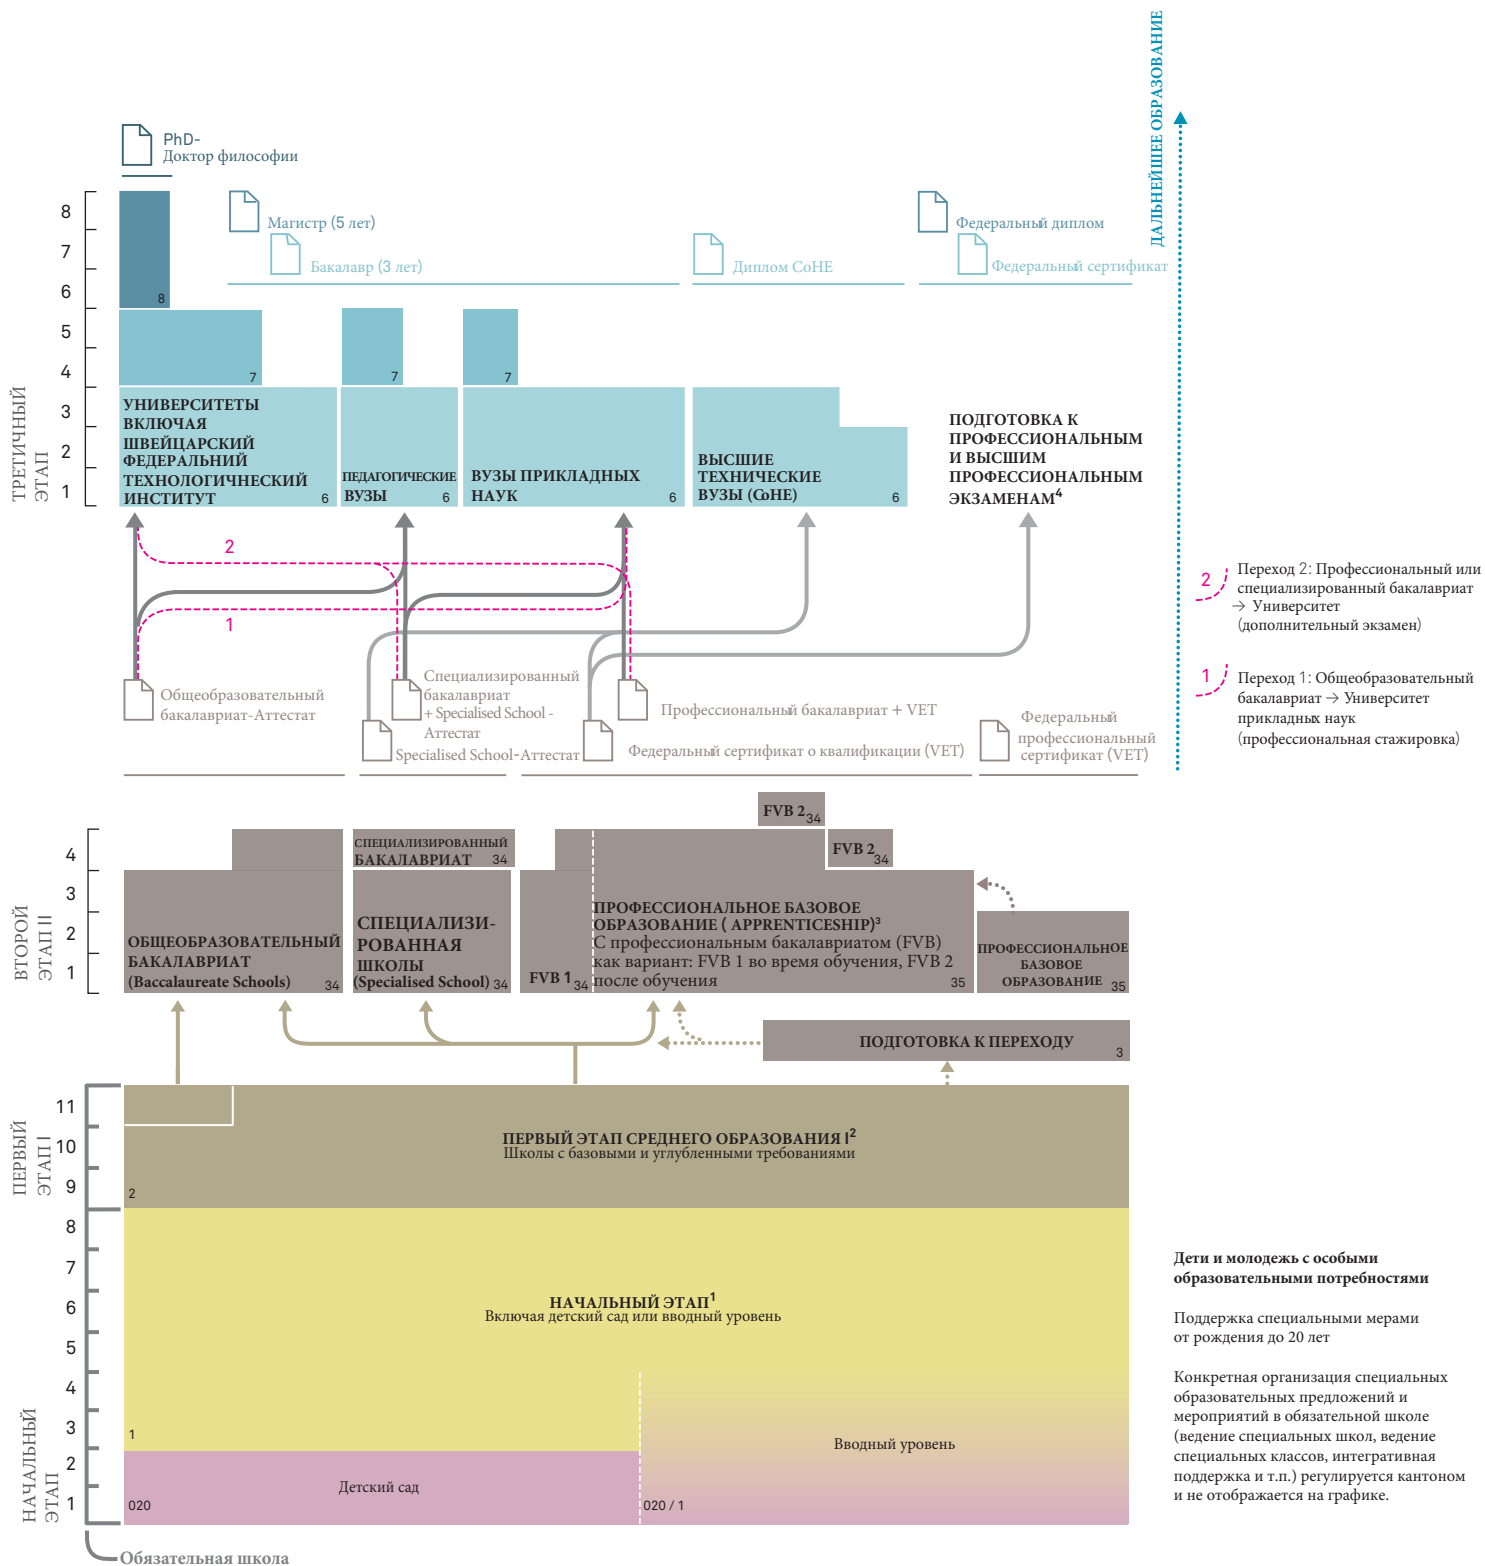 ДАЛЬНЕЙШЕЕ ОБРАЗОВАНИЕ
PhD-
Доктор философии
Магистр (5 лет)
Бакалавр (3 лет)
Диплом CoHE
Федеральный диплом
Федеральный сертификат
ТРЕТИЧНЫЙ
ЭТАП
8
7
6
5
4
3
2
1
8
7
7
7
УНИВЕРСИТЕТЫ
ВКЛЮЧАЯ
ШВЕЙЦАРСКИЙ
ФЕДЕРАЛНИЙ
ТЕХНОЛОГИЧНЕСКИЙ
ИНСТИТУТ
6
ПЕДАГОГИЧЕСКИЕ
ВУЗЫ
6
ВУЗЫ ПРИКЛАДНЫХ
НАУК
6
ВЫСШИЕ
ТЕХНИЧЕСКИЕ
ВУЗЫ (CoHE)
6
ПОДГОТОВКА К
ПРОФЕССИОНАЛЬНЫМ
И ВЫСШИМ
ПРОФЕССИОНАЛЬНЫМ
ЭКЗАМЕНАМ4
2
1
2
Переход 2: Профессиональный или
специализированный бакалавриат
→ Университет
(дополнительный экзамен)
1
Переход 1: Общеобразовательный
бакалавриат → Университет
прикладных наук
(профессиональная стажировка)
Общеобразовательный
бакалавриат-Аттестат
Специализированный
бакалавриат
+ Specialised School -
Аттестат
Specialised School-Аттестат
Профессиональный бакалавриат + VET
Федеральный сертификат о квалификации (VET)
Федеральный
профессиональный
сертификат (VET)
ВТОРОЙ
ЭТАП II
4
3
2
1
ОБЩЕОБРАЗОВАТЕЛЬНЫЙ
БАКАЛАВРИАТ
(Baccalaureate Schools)
34
СПЕЦИАЛИЗИРОВАННЫЙ
БАКАЛАВРИАТ
34
СПЕЦИАЛИЗИ-
РОВАННАЯ
ШКОЛЫ
(Specialised School)
34
FVB 1
34
FVB 2
34
FVB 2
34
ПРОФЕССИОНАЛЬНОЕ БАЗОВОЕ
ОБРАЗОВАНИЕ ( APPRENTICESHIP)3
С профессиональным бакалавриатом (FVB)
как вариант: FVB 1 во время обучения, FVB 2
после обучения
35
ПРОФЕССИОНАЛЬНОЕ
БАЗОВОЕ
ОБРАЗОВАНИЕ
35
ПОДГОТОВКА К ПЕРЕХОДУ
3
ПЕРВЫЙ
ЭТАП I
11
10
9
ПЕРВЫЙ ЭТАП СРЕДНЕГО ОБРАЗОВАНИЯ I2
Школы с базовыми и углубленными требованиями
2
НАЧАЛЬНЫЙ
ЭТАП
8
7
6
5
4
3
2
1
НАЧАЛЬНЫЙ ЭТАП1
Включая детский сад или вводный уровень
1
Детский сад
020
Вводный уровень
020 / 1
Обязательная школа
Дети и молодежь с особыми
образовательными потребностями
Поддержка специальными мерами
от рождения до 20 лет
Конкретная организация специальных
образовательных предложений и
мероприятий в обязательной школе
(ведение специальных школ, ведение
специальных классов, интегративная
поддержка и т.п.) регулируется кантоном
и не отображается на графике.